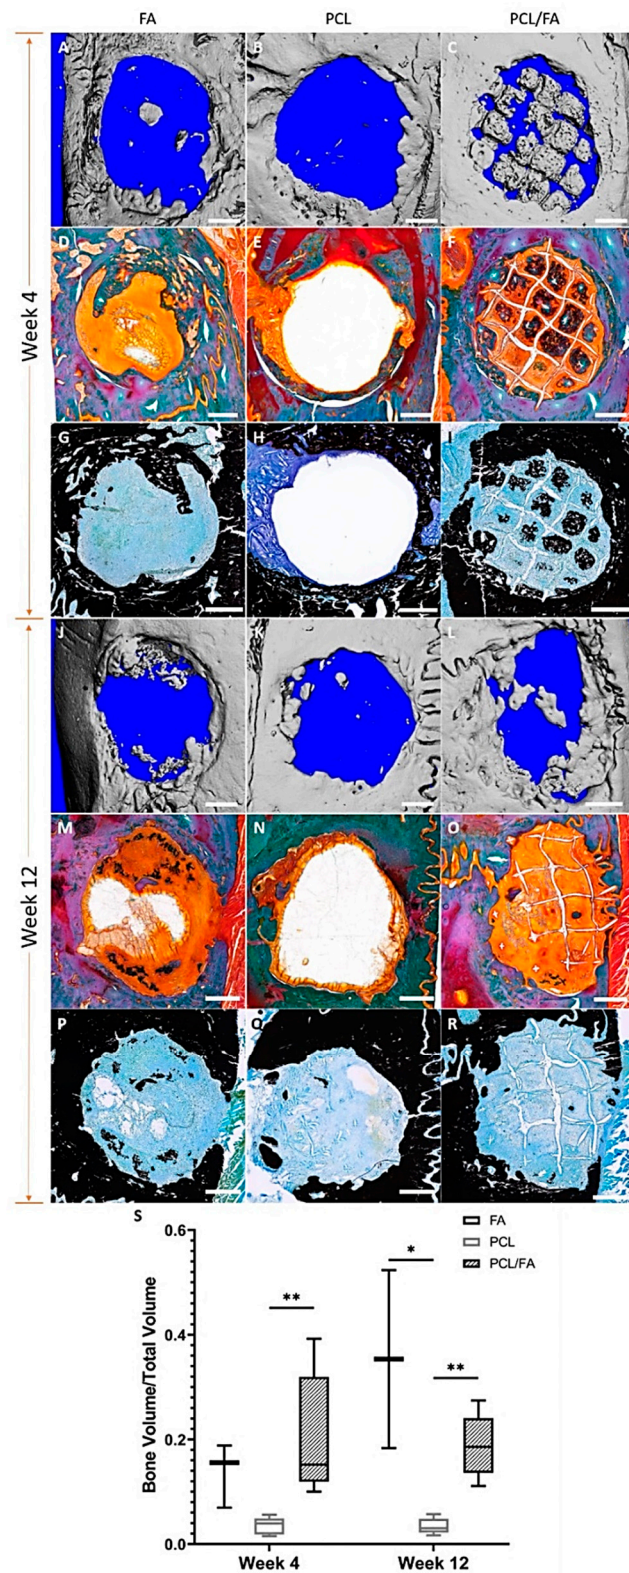 FA PCL PCL/FA
A B C
D E F
Week 4
G H I
J K L
M N O
Week 12
P Q R
S
0.6
FA
PCL
PCL/FA
*
**
**
0.4
0.2
0.0
Bone Volume/Total Volume
Week 4 Week 12